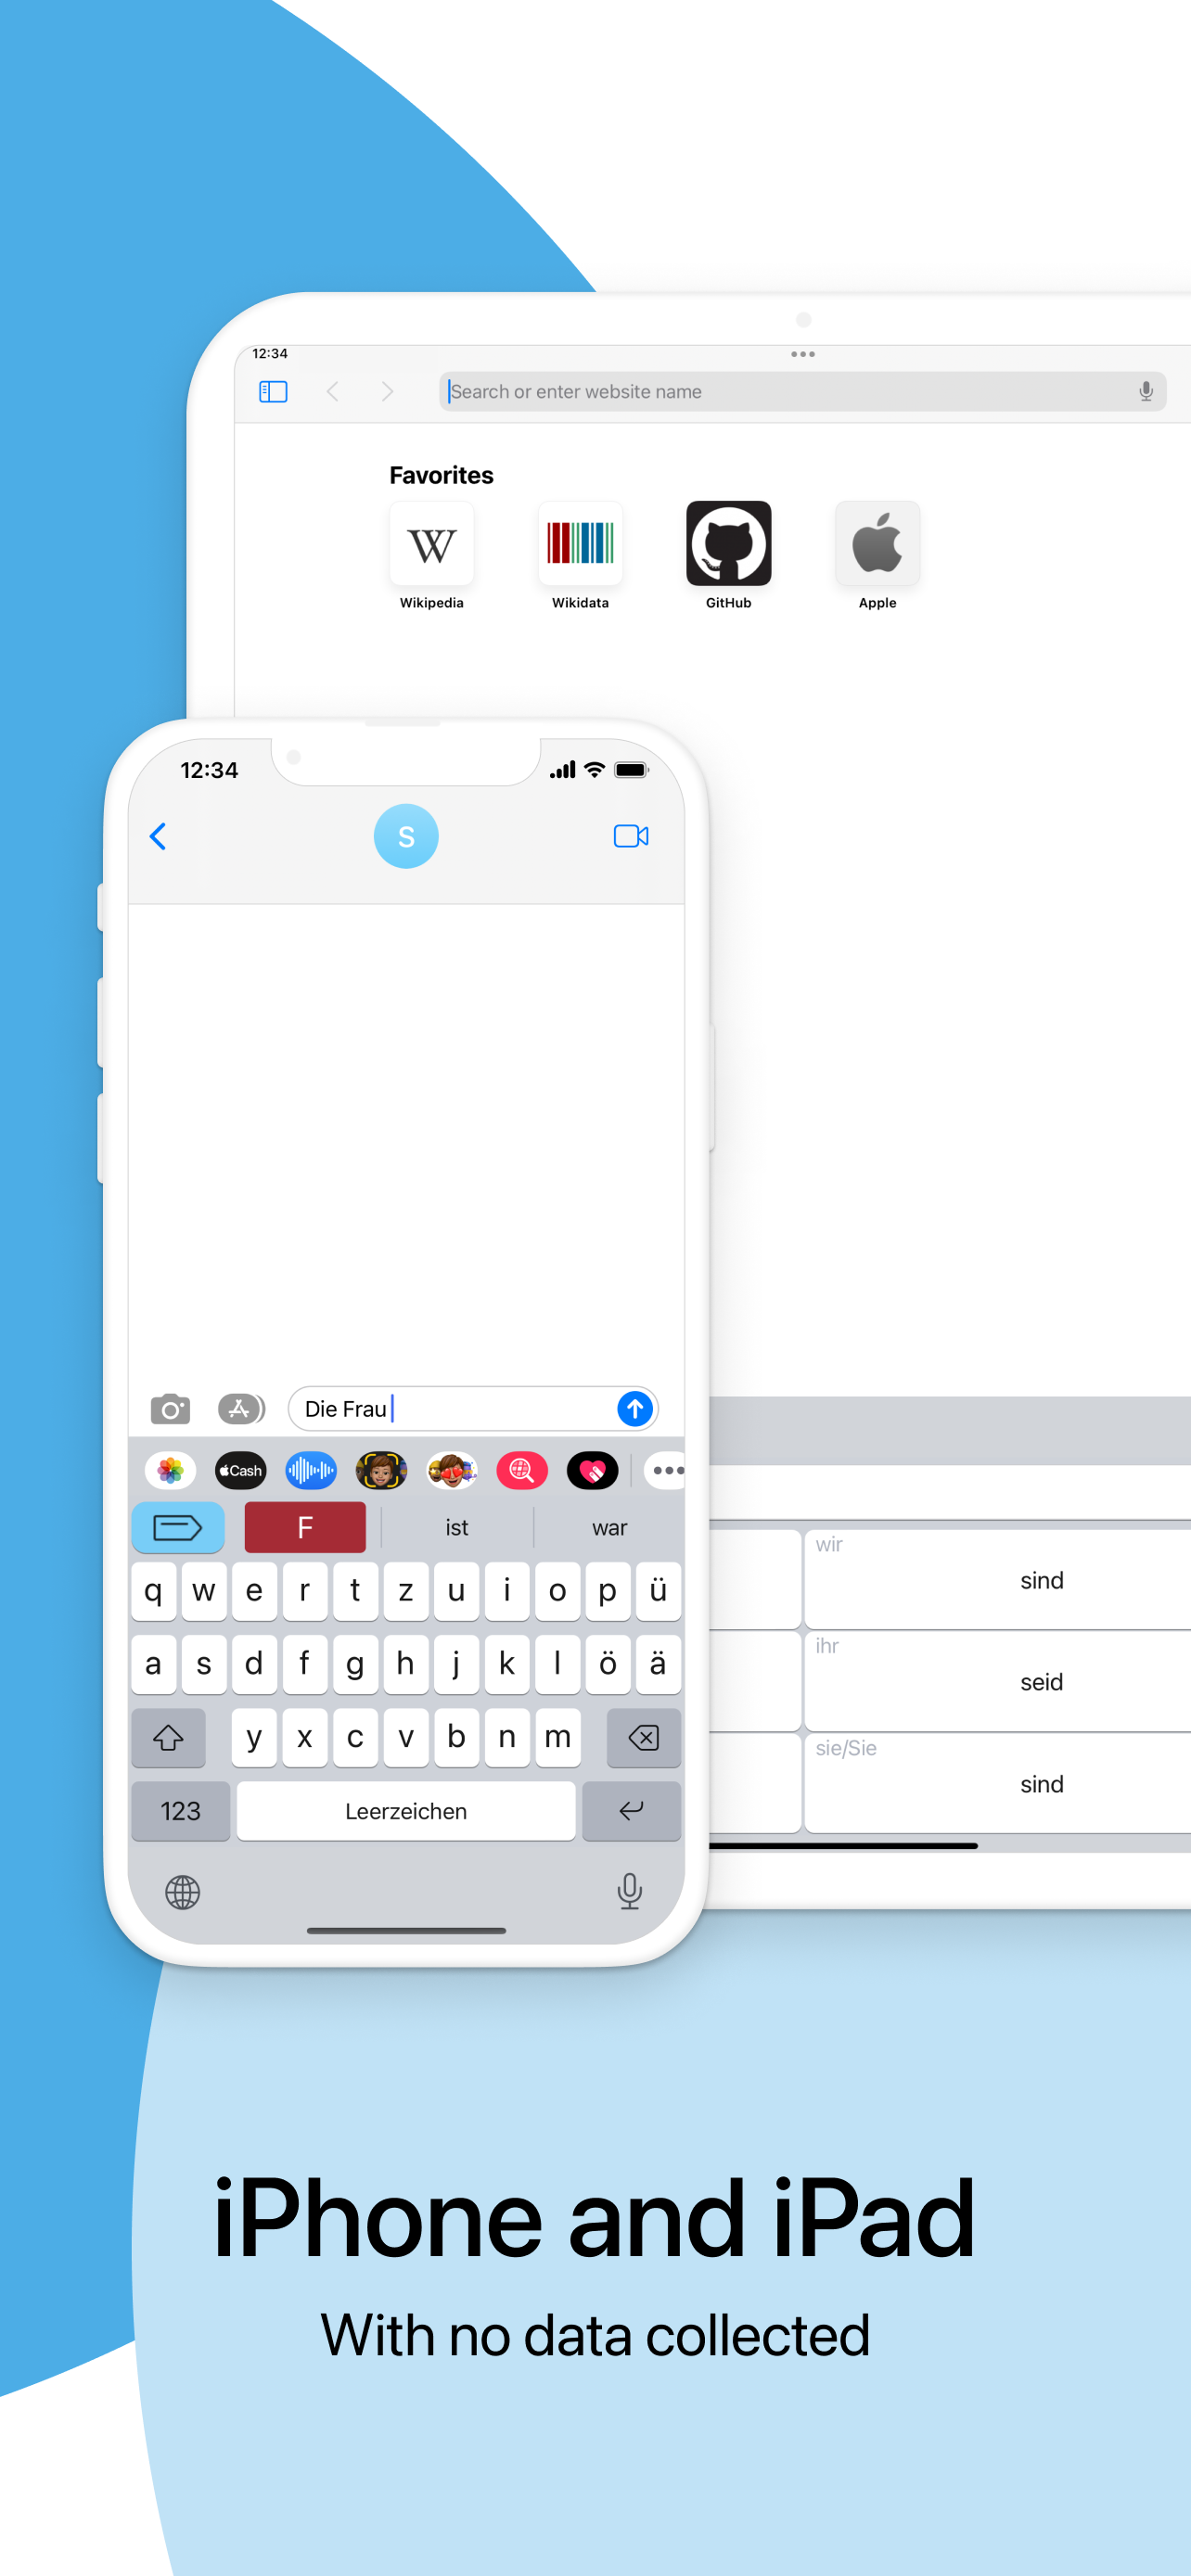 12:34
Search or enter website name
Favorites
W
Wikipedia
Wikidata
GitHub
Apple
12:34
S
Die Frau
Cash
F
ist
war
q w e r t z u i o p ü
a s d f g h j k l ö ä
y x c v b n m
123
Leerzeichen
wir
sind
ihr
seid
sie/Sie
sind
iPhone and iPad
With no data collected